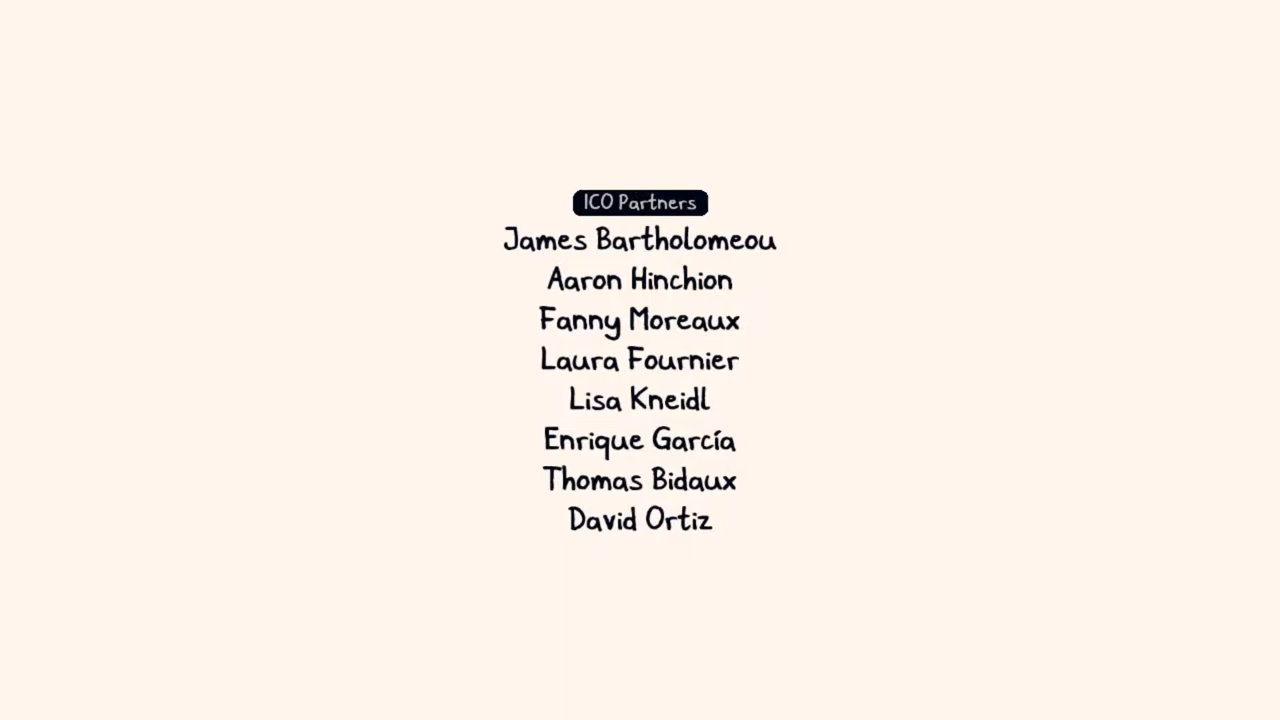 ICO Partners
James Bartholomeou
Aaron Hinchion
Fanny Moreaux
Laura Fournier
Lisa Kneidl
Enrique García
Thomas Bidaux
David Ortiz